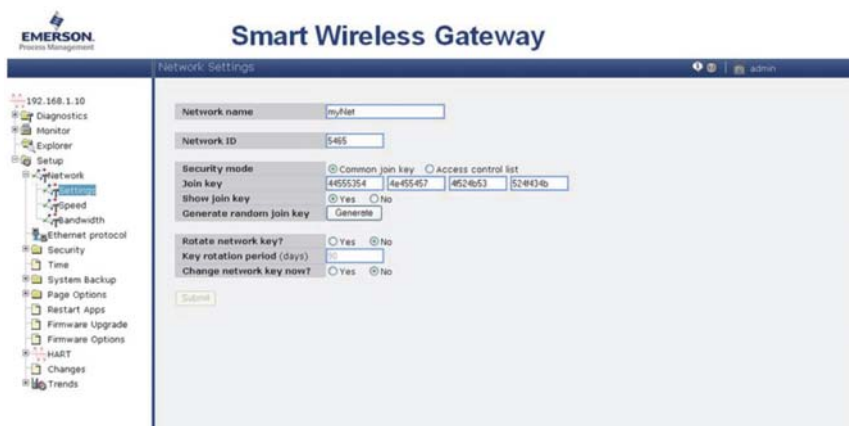 EMERSON.
Process Management
Smart Wireless Gateway
Network Settings
admin
192.168.1.10
Diagnostics
Monitor
Explorer
Setup
Network
Settings
Speed
Bandwidth
Ethernet protocol
Security
Time
System Backup
Page Options
Restart Apps
Firmware Upgrade
Firmware Options
HART
Changes
Trends
Network name myNet
Network ID 5465
Security mode Common join key Access control list
Join key 44555354 4e455457 4f524b53 524f434b
Show join key Yes No
Generate random join key Generate
Rotate network key? Yes No
Key rotation period (days) 90
Change network key now? Yes No
Submit